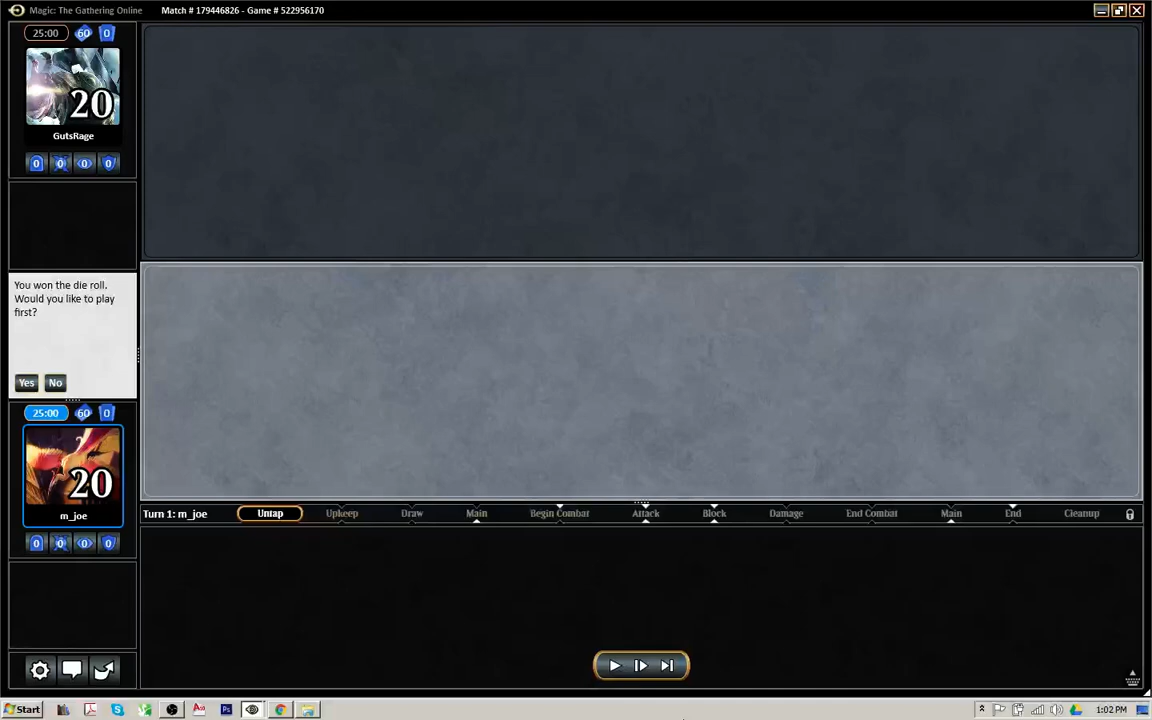 Magic: The Gathering Online
Match # 179446826 - Game # 522956170
25:00 60 0
20
GutsRage
0 0 0 0
You won the die roll.
Would you like to play
first?
Yes No
25:00 60 0
20
m_joe
Turn 1: m_joe Untap Upkeep Draw Main Begin Combat Attack Block Damage End Combat Main End Cleanup
0 0 0 0
Start
1:02 PM